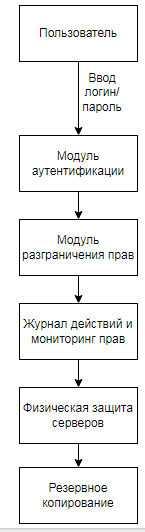 Пользователь
Ввод
логин/
пароль
Модуль
аутентификации
Модуль
разграничения прав
Журнал действий и
мониторинг прав
Физическая защита
серверов
Резервное
копирование